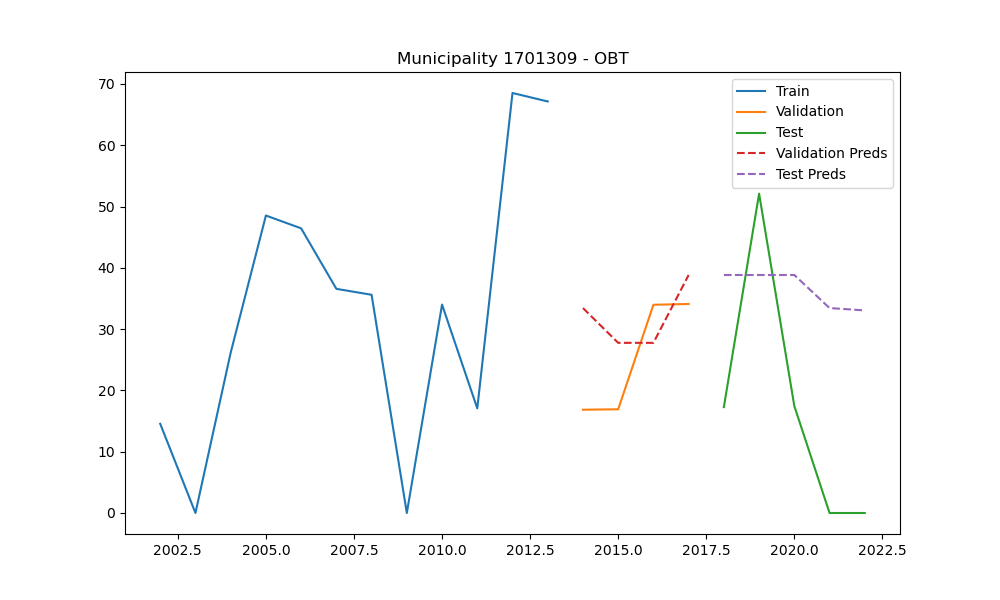 Municipality 1701309 - OBT
Train
Validation
Test
Validation Preds
Test Preds
70
60
50
40
30
20
10
0
2002.5 2005.0 2007.5 2010.0 2012.5 2015.0 2017.5 2020.0 2022.5